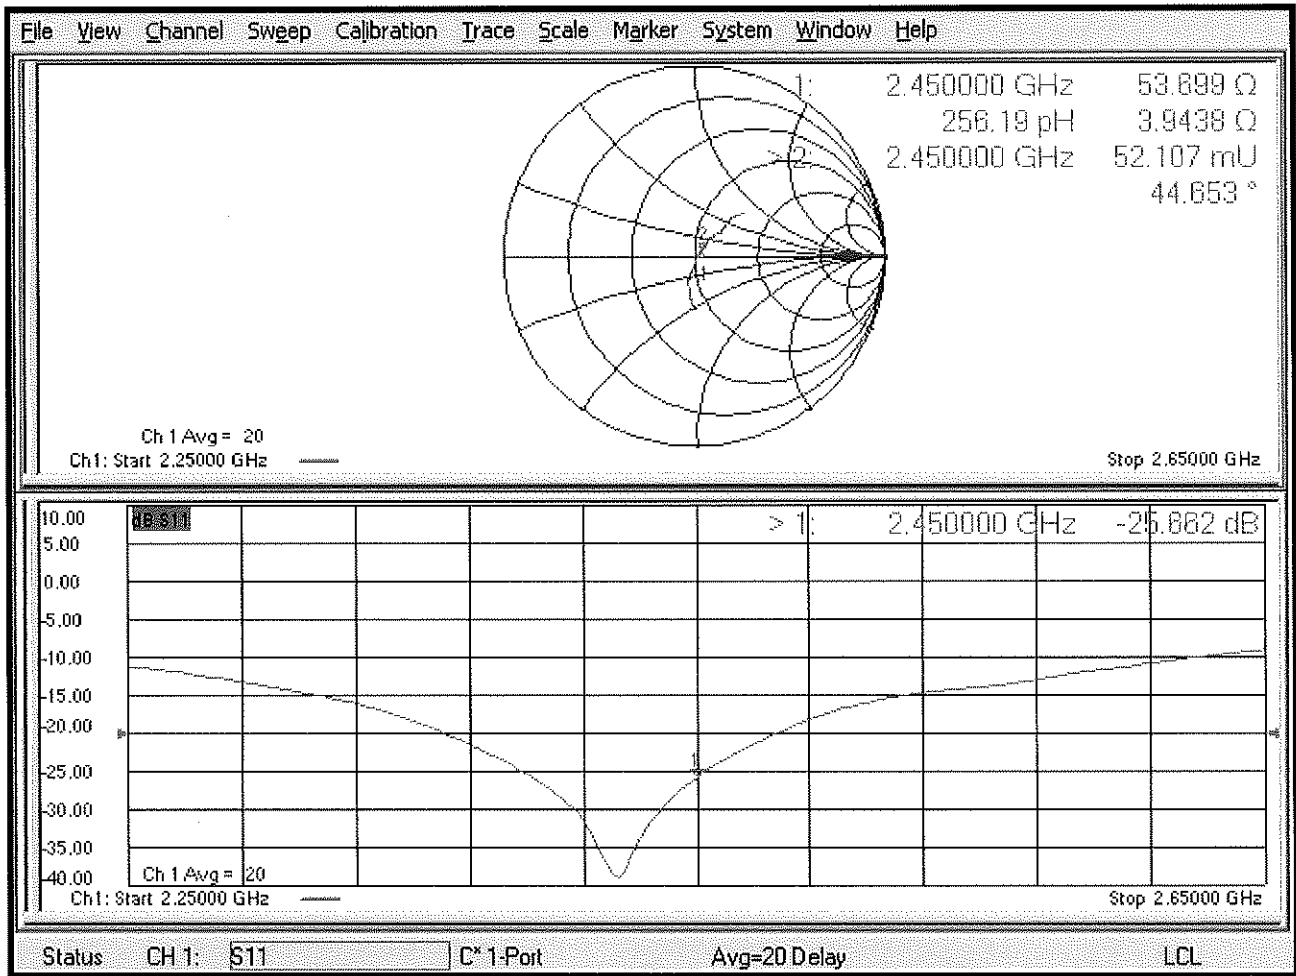 File View Channel Sweep Calibration Trace Scale Marker System Window Help
1: 2.450000 GHz 53.699 Ω
256.19 pH 3.9438 Ω
> 2: 2.450000 GHz 52.107 mU
44.653 °
2
1
Ch 1 Avg = 20
Ch1: Start 2.25000 GHz
Stop 2.65000 GHz
10.00
5.00
0.00
-5.00
-10.00
-15.00
-20.00
-25.00
-30.00
-35.00
-40.00
dB S11
> 1: 2.450000 GHz -25.662 dB
1
Ch 1 Avg = 20
Ch1: Start 2.25000 GHz
Stop 2.65000 GHz
Status CH 1: S11 C* 1-Port Avg=20 Delay LCL